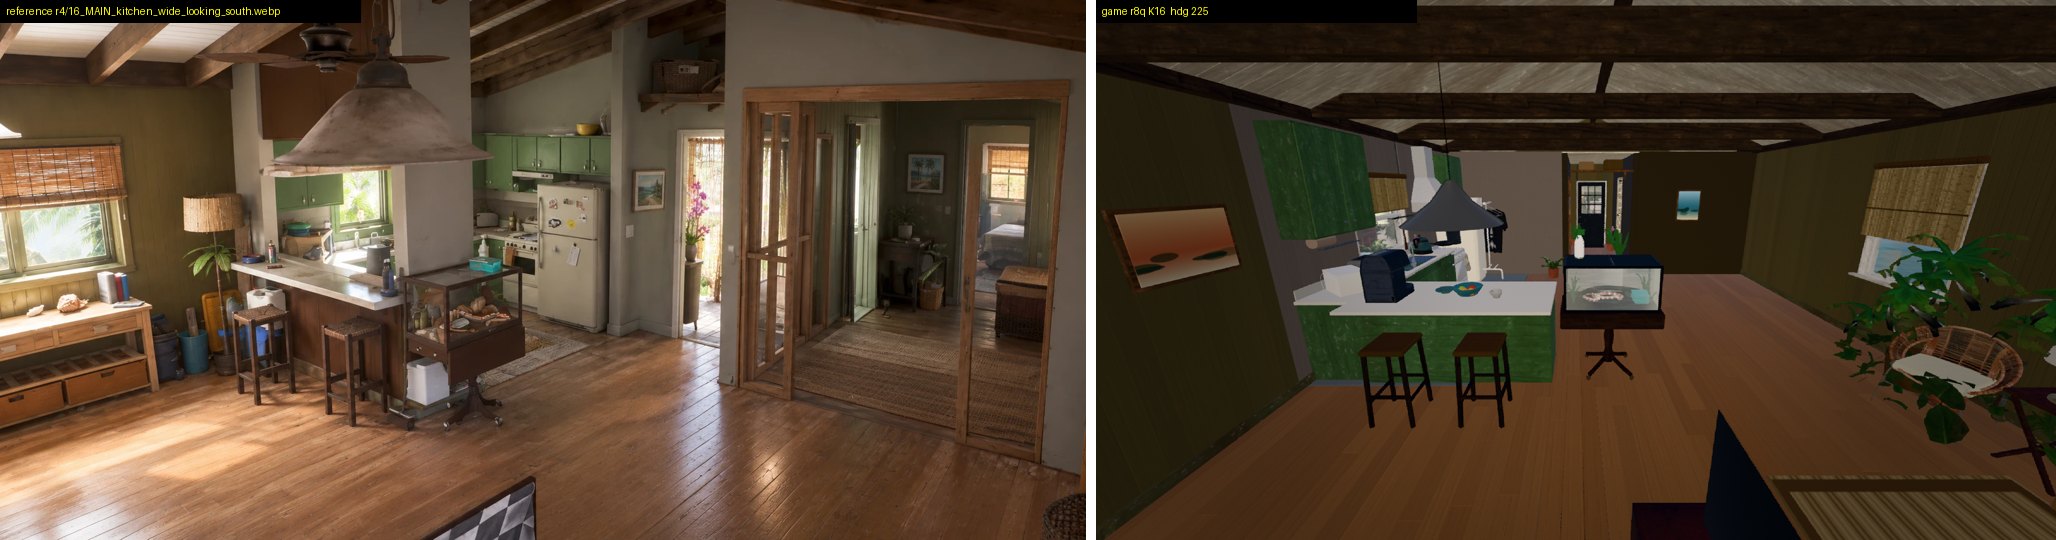 reference r4/16_MAIN_kitchen_wide_looking_south.webp
game r8q K16 hdg 225